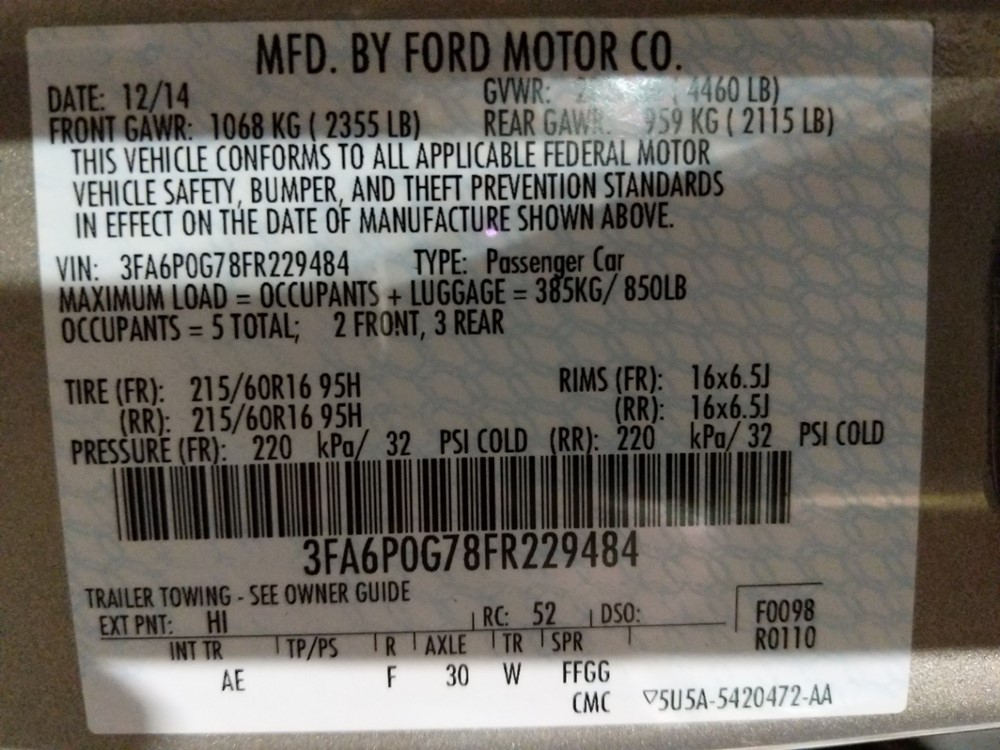 MFD. BY FORD MOTOR CO.
DATE: 12/14 GVWR: (4460 LB)
FRONT GAWR: 1068 KG ( 2355 LB) REAR GAWR: 959 KG ( 2115 LB)
THIS VEHICLE CONFORMS TO ALL APPLICABLE FEDERAL MOTOR
VEHICLE SAFETY, BUMPER, AND THEFT PREVENTION STANDARDS
IN EFFECT ON THE DATE OF MANUFACTURE SHOWN ABOVE.
VIN: 3FA6P0G78FR229484 TYPE: Passenger Car
MAXIMUM LOAD = OCCUPANTS + LUGGAGE = 385KG/ 850LB
OCCUPANTS = 5 TOTAL; 2 FRONT, 3 REAR
TIRE (FR): 215/60R16 95H RIMS (FR): 16x6.5J
(RR): 215/60R16 95H (RR): 16x6.5J
PRESSURE (FR): 220 kPa/ 32 PSI COLD (RR): 220 kPa/ 32 PSI COLD
3FA6P0G78FR229484
TRAILER TOWING - SEE OWNER GUIDE
EXT PNT: HI RC: 52 DSO: F0098
INT TR TP/PS R AXLE TR SPR R0110
AE F 30 W FFGG
CMC ▽5U5A-5420472-AA